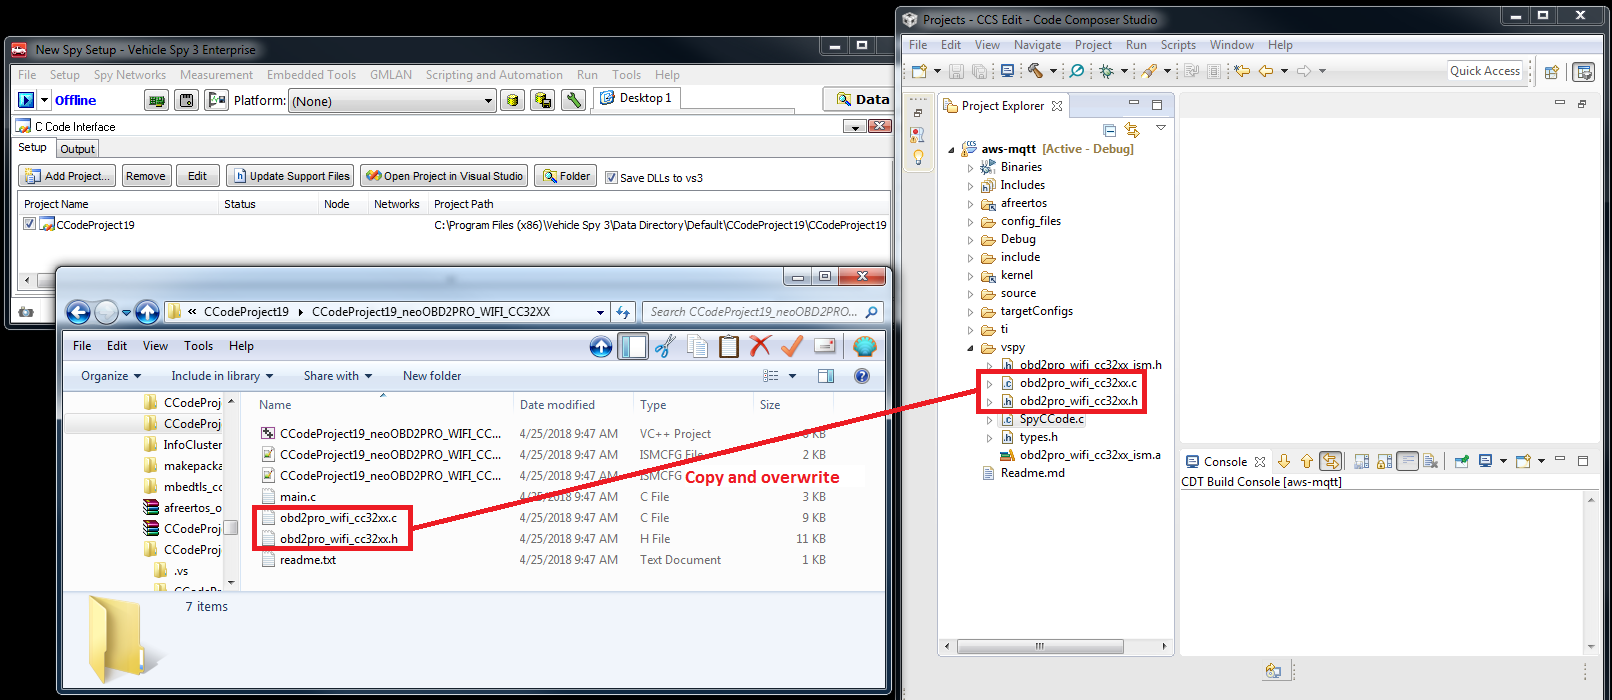 New Spy Setup - Vehicle Spy 3 Enterprise
File Setup Spy Networks Measurement Embedded Tools GMLAN Scripting and Automation Run Tools Help
Offline Platform: (None) Desktop 1 Data
C Code Interface
Setup Output
Add Project... Remove Edit Update Support Files Open Project in Visual Studio Folder Save DLLs to vs3
Project Name Status Node Networks Project Path
CCodeProject19 C:\Program Files (x86)\Vehicle Spy 3\Data Directory\Default\CCodeProject19\CCodeProject19
« CCodeProject19 CCodeProject19_neoOBD2PRO_WIFI_CC32XX Search CCodeProject19_neoOBD2PRO...
File Edit View Tools Help
Organize Include in library Share with New folder
CCodeProj
CCodeProj
InfoCluster
makepacka
mbedtls_cc
afreertos_o
CCodeProj
CCodeProj
.vs
Name Date modified Type Size
CCodeProject19_neoOBD2PRO_WIFI_CC... 4/25/2018 9:47 AM VC++ Project KB
CCodeProject19_neoOBD2PRO_WIFI_CC... 4/25/2018 9:47 AM ISMCFG File 2 KB
CCodeProject19_neoOBD2PRO_WIFI_CC... 4/25/2018 9:47 AM ISMCFG KB
main.c 4/25/2018 9:47 AM C File 3 KB
obd2pro_wifi_cc32xx.c 4/25/2018 9:47 AM C File 9 KB
obd2pro_wifi_cc32xx.h 4/25/2018 9:47 AM H File 11 KB
readme.txt 4/25/2018 9:47 AM Text Document 1 KB
7 items
Copy and overwrite
Projects - CCS Edit - Code Composer Studio
File Edit View Navigate Project Run Scripts Window Help
Quick Access
Project Explorer
aws-mqtt [Active - Debug]
Binaries
Includes
afreertos
config_files
Debug
include
kernel
source
targetConfigs
ti
vspy
obd2pro_wifi_cc32xx_ism.h
obd2pro_wifi_cc32xx.c
obd2pro_wifi_cc32xx.h
SpyCCode.c
types.h
obd2pro_wifi_cc32xx_ism.a
Readme.md
Console
CDT Build Console [aws-mqtt]